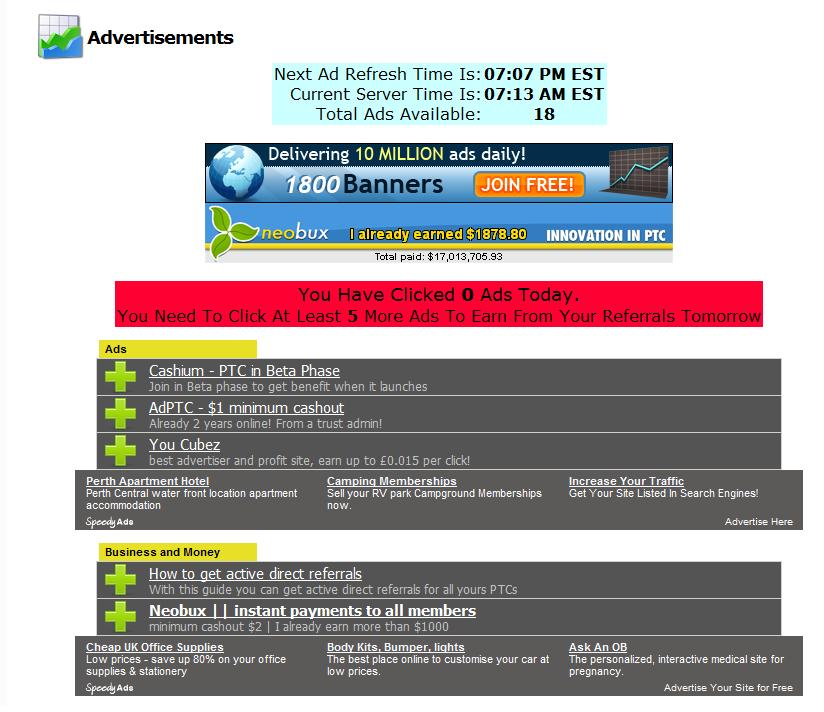 Advertisements
Next Ad Refresh Time Is: 07:07 PM EST
Current Server Time Is: 07:13 AM EST
Total Ads Available: 18
Delivering 10 MILLION ads daily!
1800 Banners JOIN FREE!
neobux I already earned $1878.80 INNOVATION IN PTC
Total paid: $17,013,705.93
You Have Clicked 0 Ads Today.
You Need To Click At Least 5 More Ads To Earn From Your Referrals Tomorrow
Ads
Cashium - PTC in Beta Phase
Join in Beta phase to get benefit when it launches
AdPTC - $1 minimum cashout
Already 2 years online! From a trust admin!
You Cubez
best advertiser and profit site, earn up to £0.015 per click!
Perth Apartment Hotel
Perth Central water front location apartment
accommodation
Camping Memberships
Sell your RV park Campground Memberships
now.
Increase Your Traffic
Get Your Site Listed In Search Engines!
Speedy Ads
Advertise Here
Business and Money
How to get active direct referrals
With this guide you can get active direct referrals for all yours PTCs
Neobux || instant payments to all members
minimum cashout $2 | I already earn more than $1000
Cheap UK Office Supplies
Low prices - save up 80% on your office
supplies & stationery
Body Kits, Bumper, lights
The best place online to customise your car at
low prices.
Ask An OB
The personalized, interactive medical site for
pregnancy.
Speedy Ads
Advertise Your Site for Free